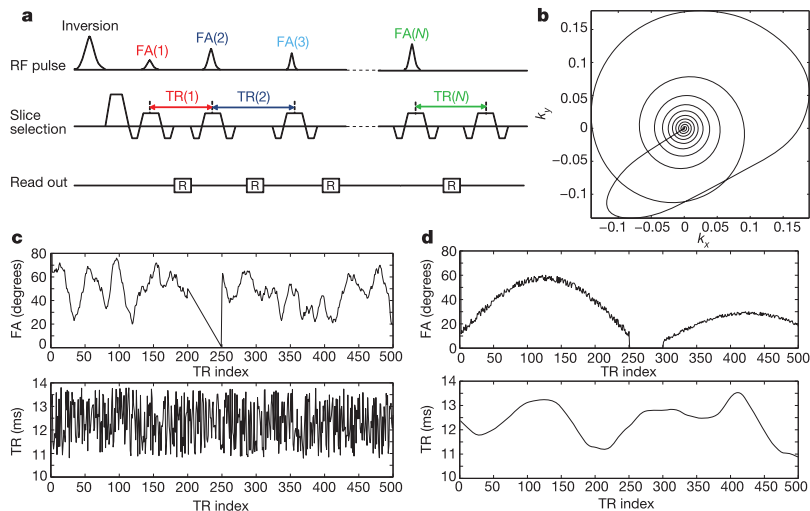 a
Inversion
FA(1)
FA(2)
FA(3)
FA(N)
RF pulse
TR(1)
TR(2)
TR(N)
Slice
selection
Read out
R
R
R
R
b
k_y
0.15
0.1
0.05
0
−0.05
−0.1
−0.1
−0.05
0
0.05
0.1
0.15
k_x
c
FA (degrees)
80
60
40
20
0
0
50
100
150
200
250
300
350
400
450
500
TR index
TR (ms)
14
13
12
11
10
0
50
100
150
200
250
300
350
400
450
500
TR index
d
FA (degrees)
80
60
40
20
0
0
50
100
150
200
250
300
350
400
450
500
TR index
TR (ms)
14
13
12
11
10
0
50
100
150
200
250
300
350
400
450
500
TR index